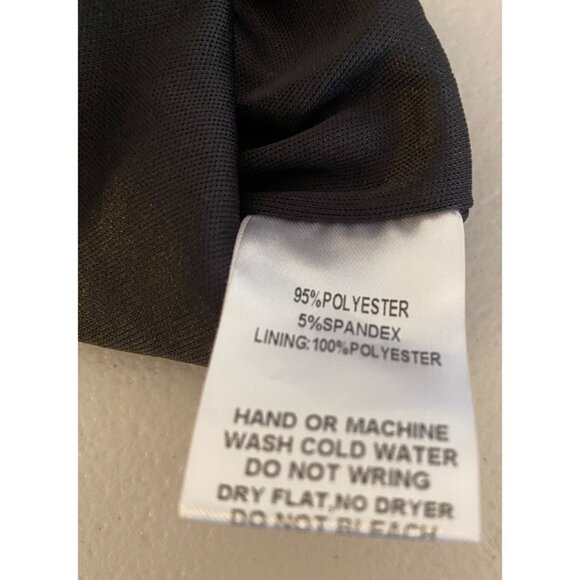 95%POLYESTER
5%SPANDEX
LINING:100%POLYESTER
HAND OR MACHINE
WASH COLD WATER
DO NOT WRING
DRY FLAT,NO DRYER
DO NOT BLEACH